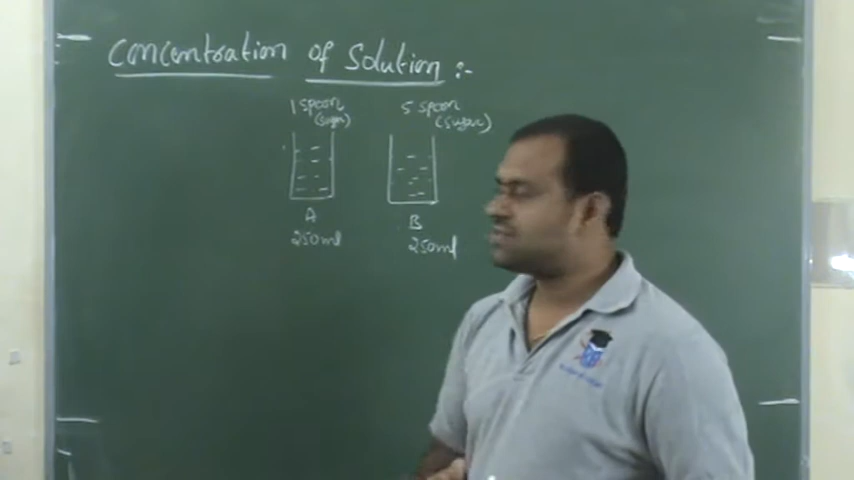 Concentration of Solution :-
1 spoon 5 spoon
(sugar) (sugar)
A B
250ml 250ml